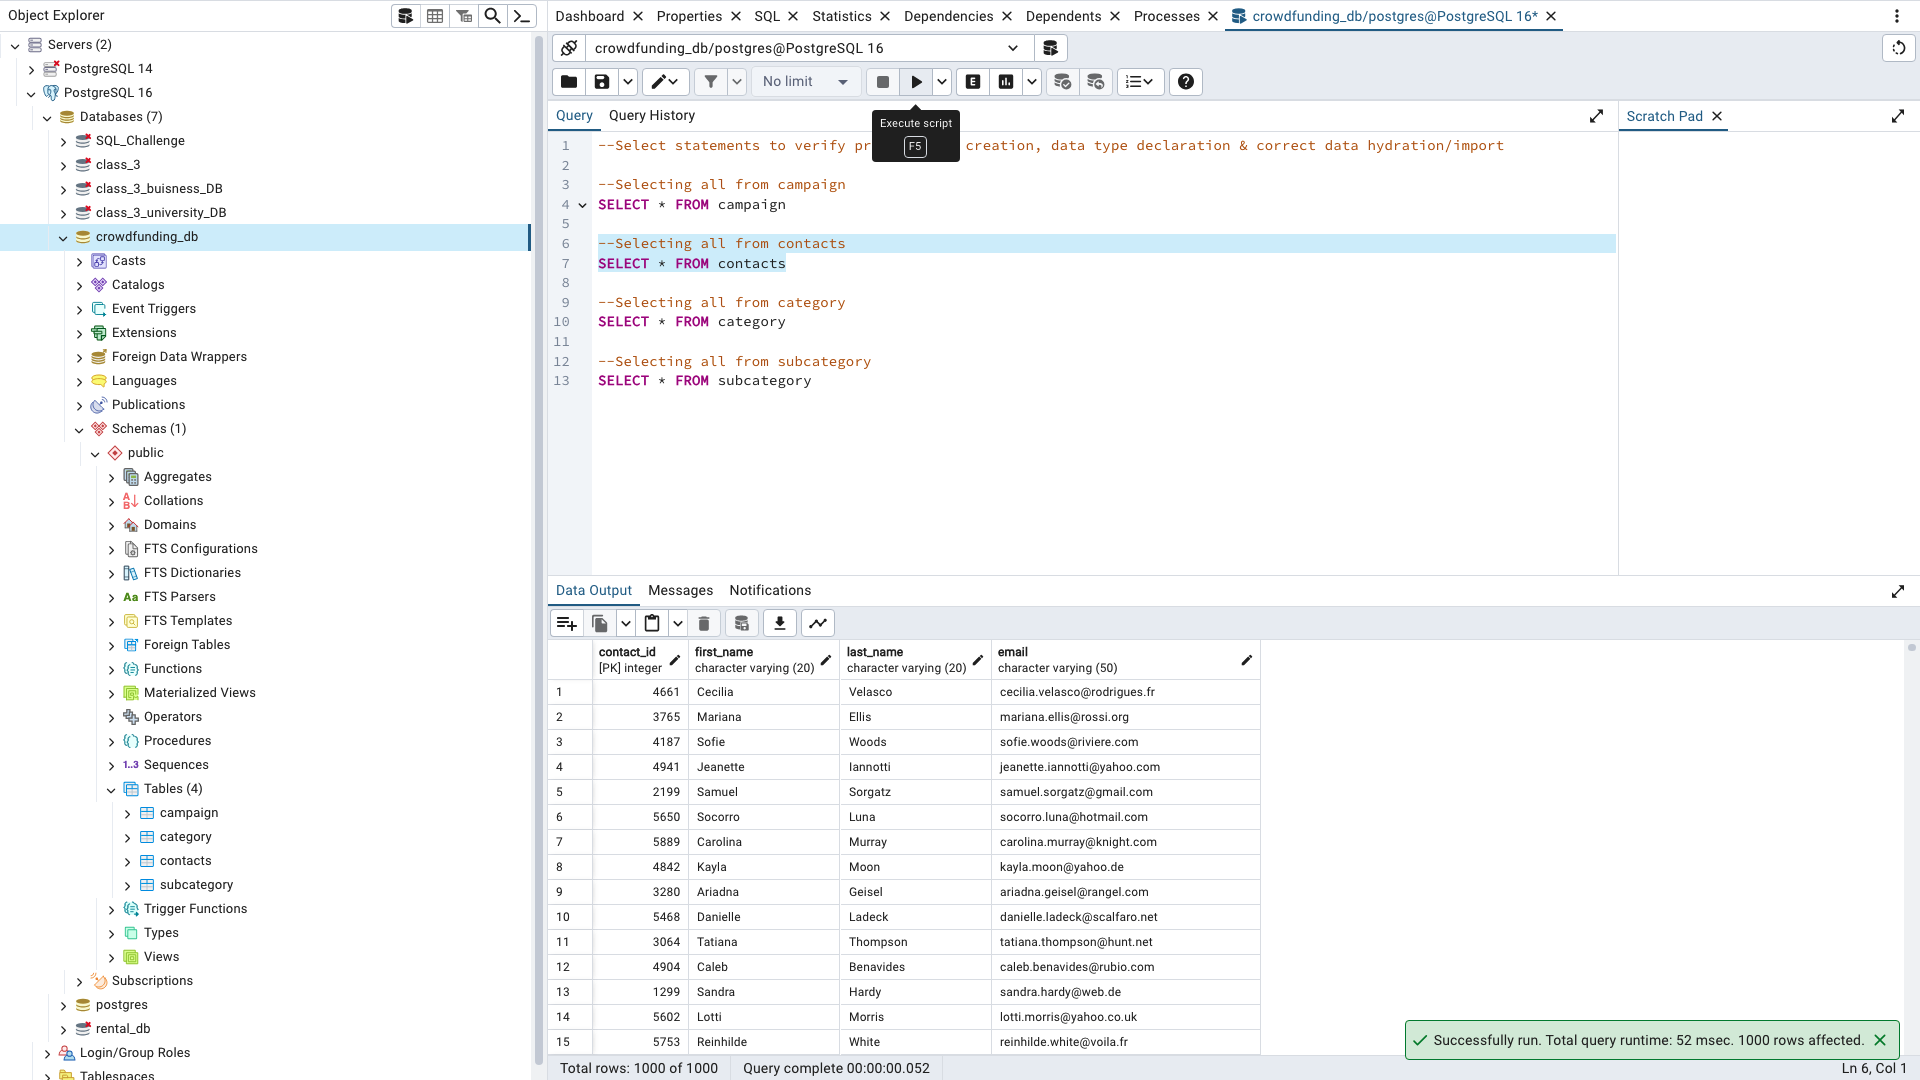 Object Explorer
Servers (2)
PostgreSQL 14
PostgreSQL 16
Databases (7)
SQL_Challenge
class_3
class_3_buisness_DB
class_3_university_DB
crowdfunding_db
Casts
Catalogs
Event Triggers
Extensions
Foreign Data Wrappers
Languages
Publications
Schemas (1)
public
Aggregates
Collations
Domains
FTS Configurations
FTS Dictionaries
Aa FTS Parsers
FTS Templates
Foreign Tables
Functions
Materialized Views
Operators
Procedures
1..3 Sequences
Tables (4)
campaign
category
contacts
subcategory
Trigger Functions
Types
Views
Subscriptions
postgres
rental_db
Login/Group Roles
Tablespaces
Dashboard Properties SQL Statistics Dependencies Dependents Processes crowdfunding_db/postgres@PostgreSQL 16*
crowdfunding_db/postgres@PostgreSQL 16
No limit E
Query Query History
Execute script
F5
Scratch Pad
1 --Select statements to verify pr creation, data type declaration & correct data hydration/import
2
3 --Selecting all from campaign
4 SELECT * FROM campaign
5
6 --Selecting all from contacts
7 SELECT * FROM contacts
8
9 --Selecting all from category
10 SELECT * FROM category
11
12 --Selecting all from subcategory
13 SELECT * FROM subcategory
Data Output Messages Notifications
contact_id first_name last_name email
[PK] integer character varying (20) character varying (20) character varying (50)
1 4661 Cecilia Velasco cecilia.velasco@rodrigues.fr
2 3765 Mariana Ellis mariana.ellis@rossi.org
3 4187 Sofie Woods sofie.woods@riviere.com
4 4941 Jeanette Iannotti jeanette.iannotti@yahoo.com
5 2199 Samuel Sorgatz samuel.sorgatz@gmail.com
6 5650 Socorro Luna socorro.luna@hotmail.com
7 5889 Carolina Murray carolina.murray@knight.com
8 4842 Kayla Moon kayla.moon@yahoo.de
9 3280 Ariadna Geisel ariadna.geisel@rangel.com
10 5468 Danielle Ladeck danielle.ladeck@scalfaro.net
11 3064 Tatiana Thompson tatiana.thompson@hunt.net
12 4904 Caleb Benavides caleb.benavides@rubio.com
13 1299 Sandra Hardy sandra.hardy@web.de
14 5602 Lotti Morris lotti.morris@yahoo.co.uk
15 5753 Reinhilde White reinhilde.white@voila.fr
Successfully run. Total query runtime: 52 msec. 1000 rows affected.
Total rows: 1000 of 1000 Query complete 00:00:00.052 Ln 6, Col 1